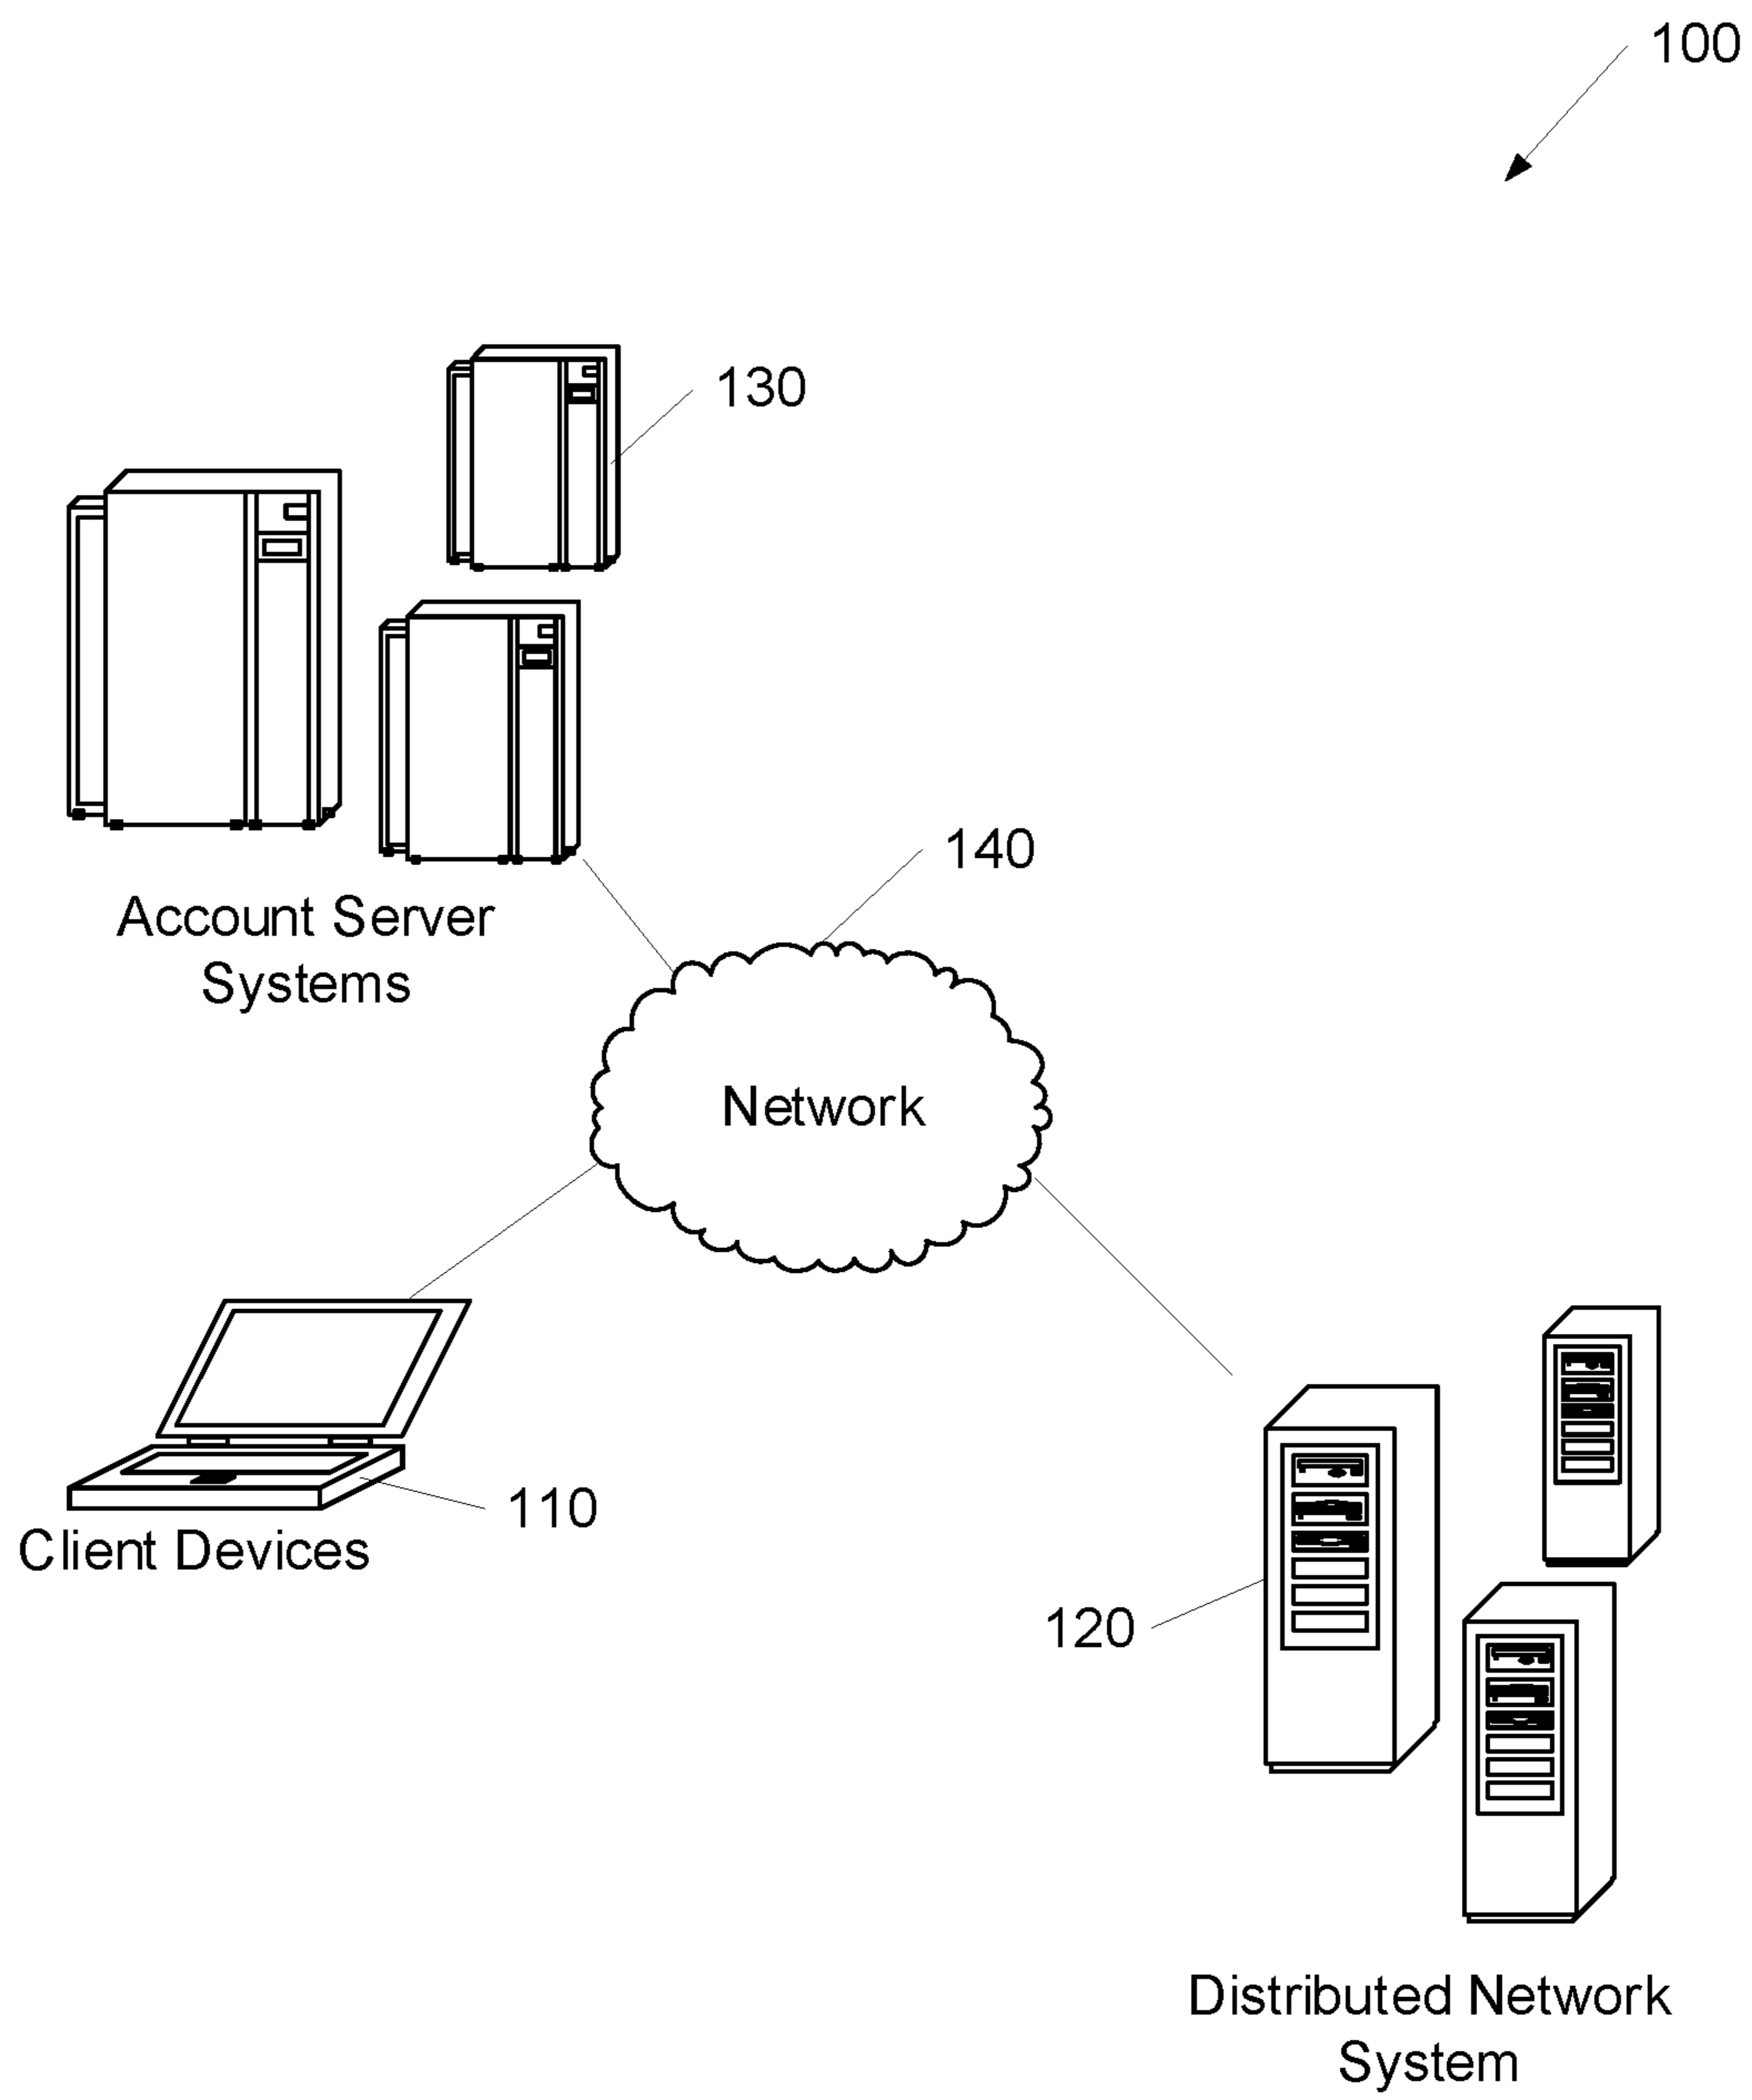 100
130
Account Server
Systems
140
Network
110
Client Devices
120
Distributed Network
System